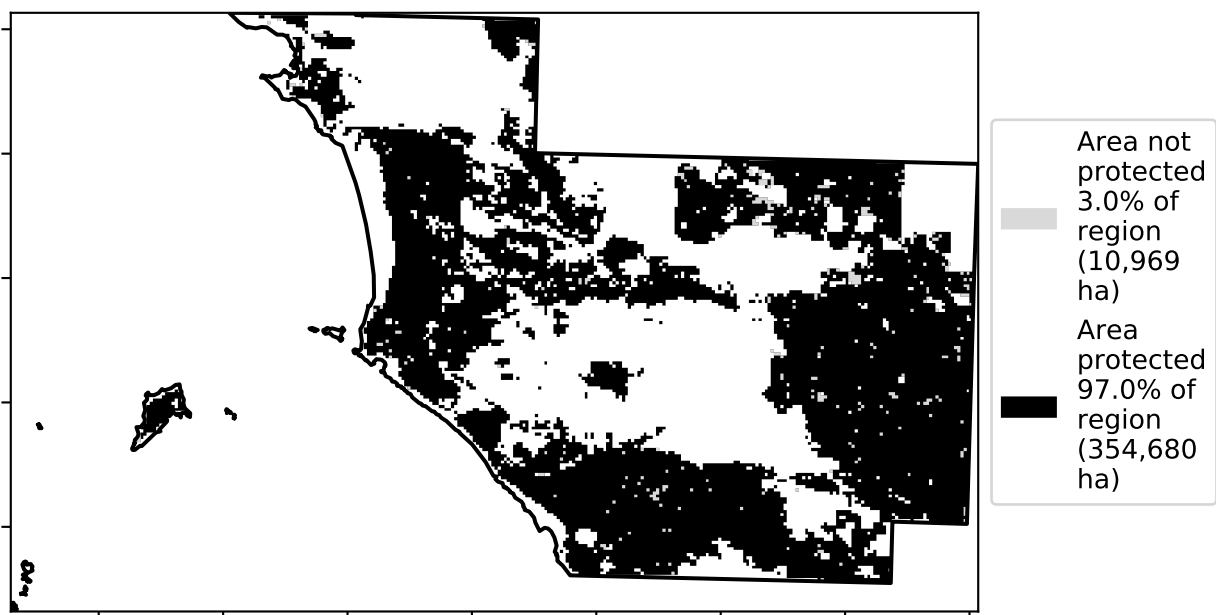 Area not
protected
3.0% of
region
(10,969
ha)
Area
protected
97.0% of
region
(354,680
ha)